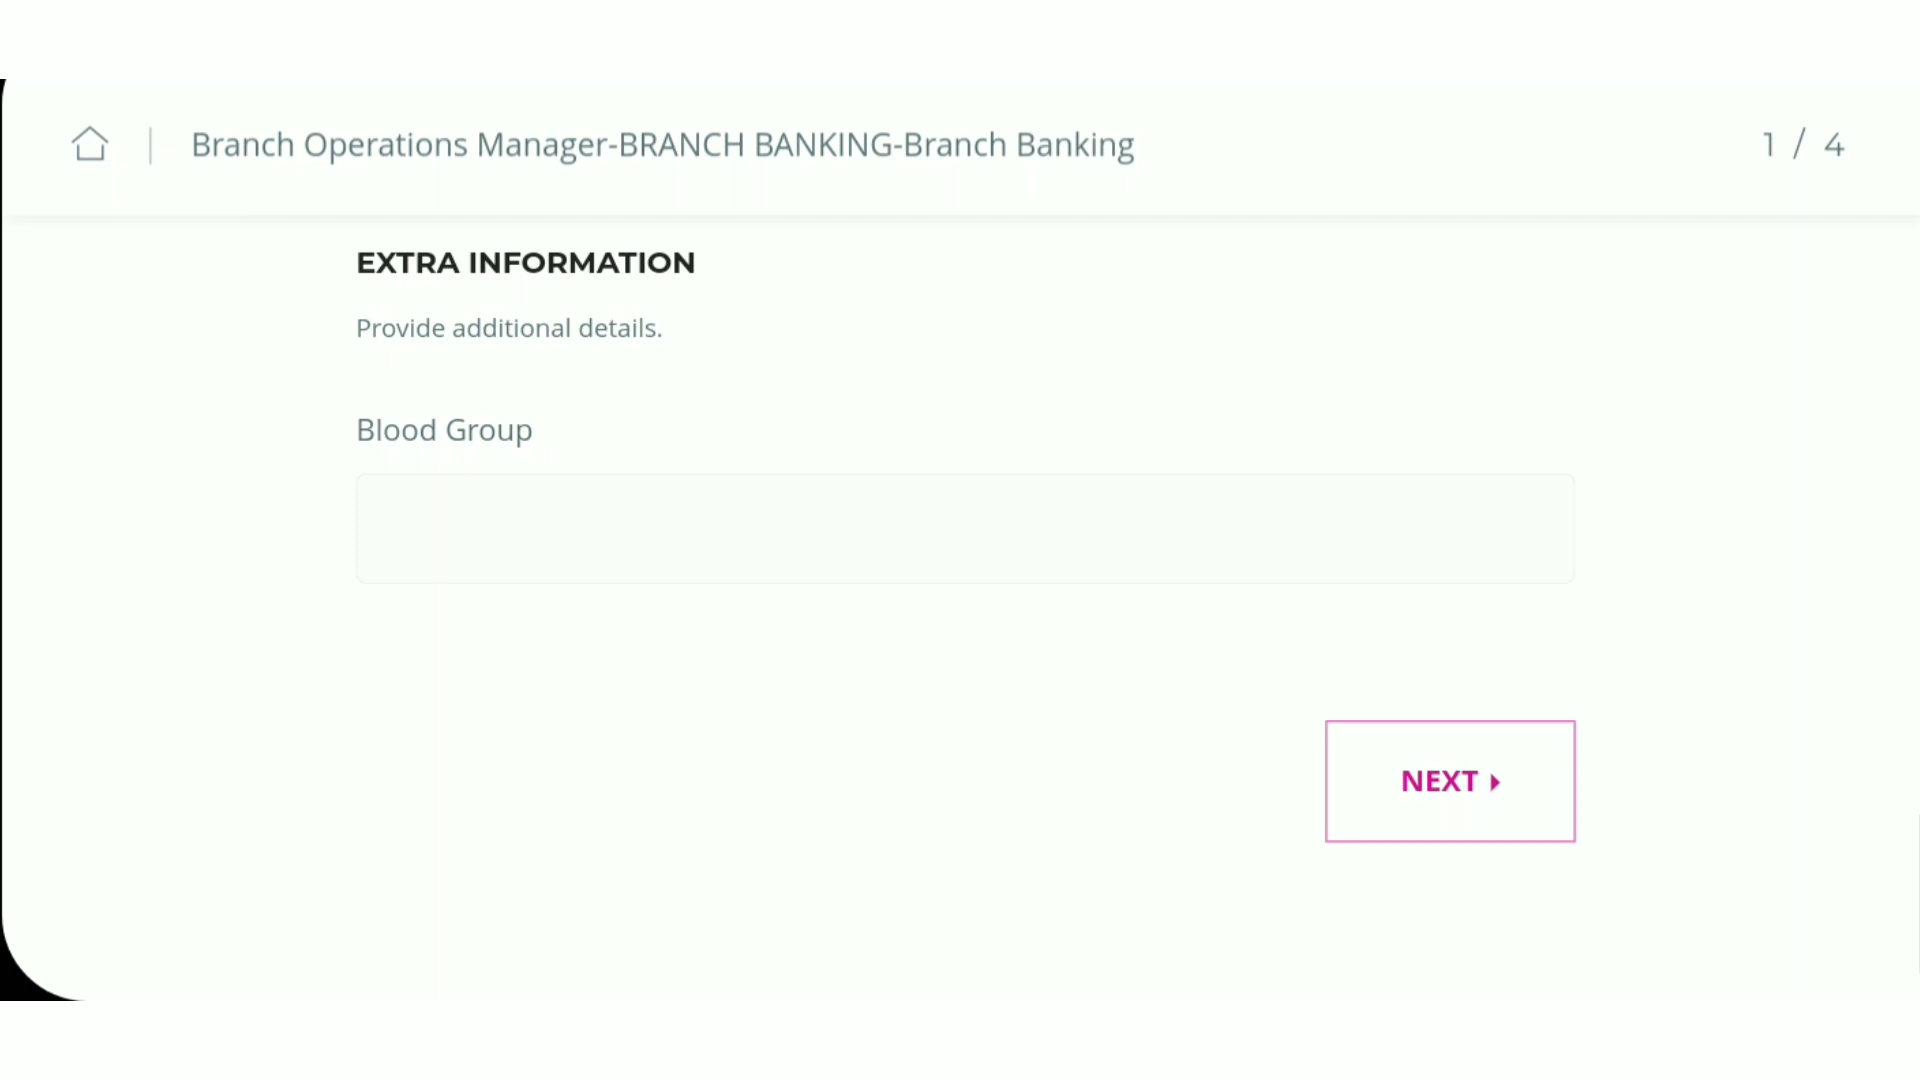 Branch Operations Manager-BRANCH BANKING-Branch Banking
1 / 4
EXTRA INFORMATION
Provide additional details.
Blood Group
NEXT